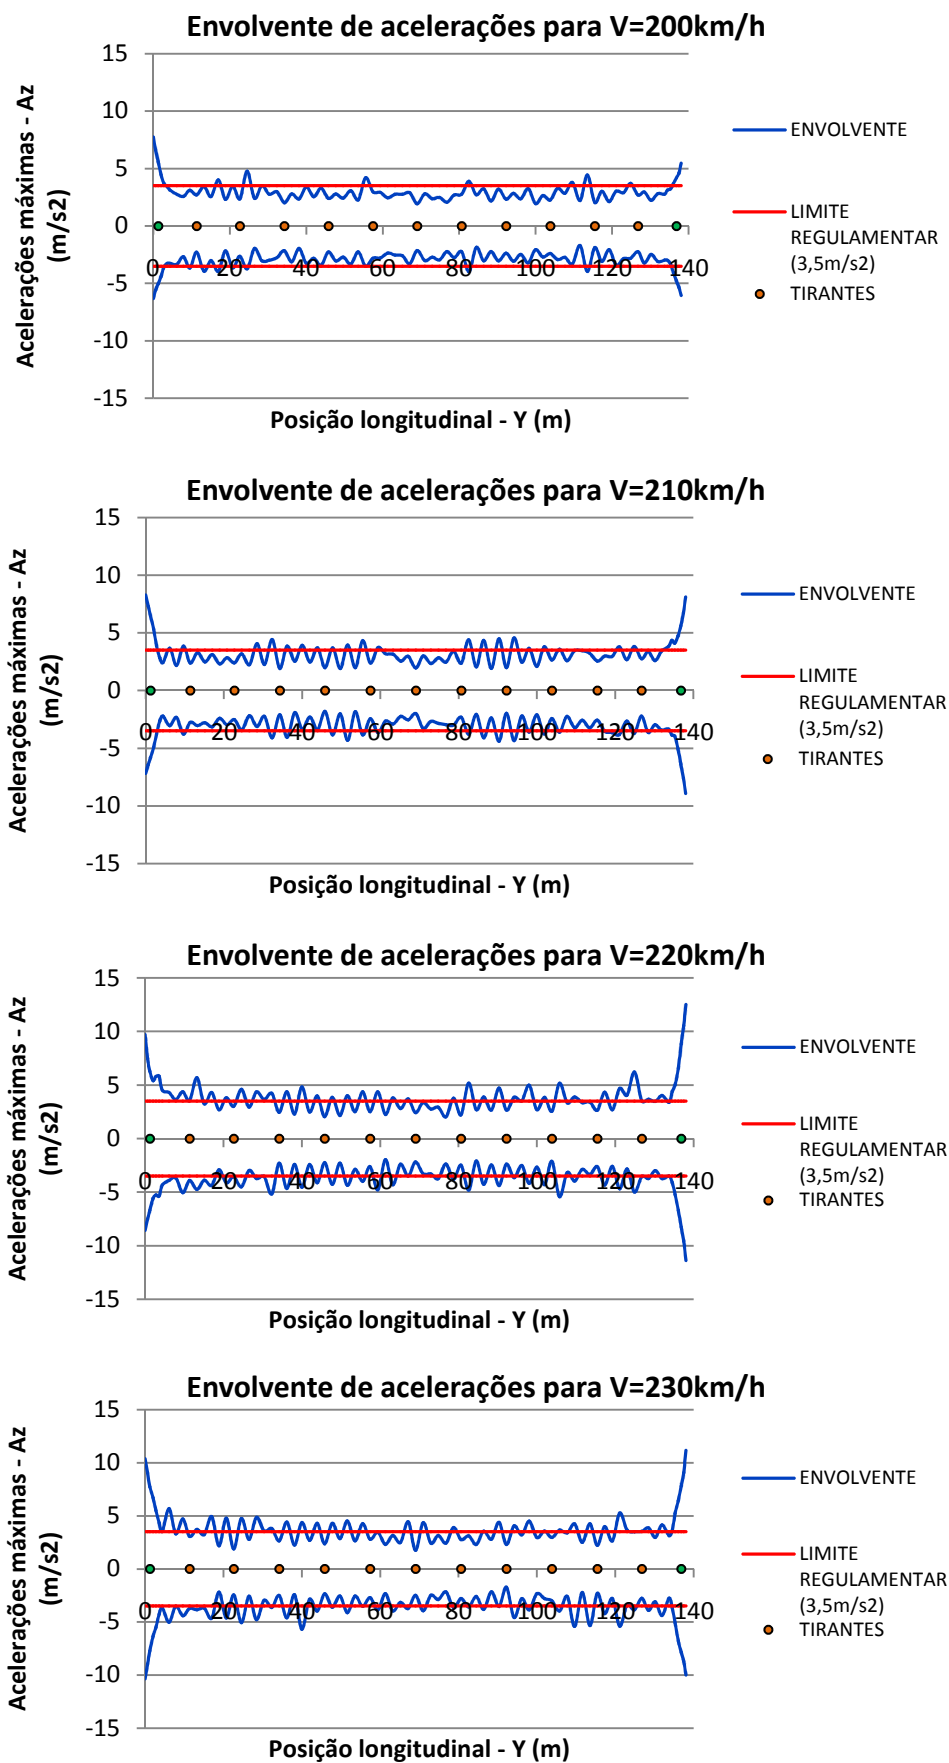 Envolvente de acelerações para V=200km/h
15
10
5
0
-5
-10
-15
0 20 40 60 80 100 120 140
Acelerações máximas - Az
(m/s2)
Posição longitudinal - Y (m)
ENVOLVENTE
LIMITE
REGULAMENTAR
(3,5m/s2)
TIRANTES
Envolvente de acelerações para V=210km/h
15
10
5
0
-5
-10
-15
0 20 40 60 80 100 120 140
Acelerações máximas - Az
(m/s2)
Posição longitudinal - Y (m)
ENVOLVENTE
LIMITE
REGULAMENTAR
(3,5m/s2)
TIRANTES
Envolvente de acelerações para V=220km/h
15
10
5
0
-5
-10
-15
0 20 40 60 80 100 120 140
Acelerações máximas - Az
(m/s2)
Posição longitudinal - Y (m)
ENVOLVENTE
LIMITE
REGULAMENTAR
(3,5m/s2)
TIRANTES
Envolvente de acelerações para V=230km/h
15
10
5
0
-5
-10
-15
0 20 40 60 80 100 120 140
Acelerações máximas - Az
(m/s2)
Posição longitudinal - Y (m)
ENVOLVENTE
LIMITE
REGULAMENTAR
(3,5m/s2)
TIRANTES